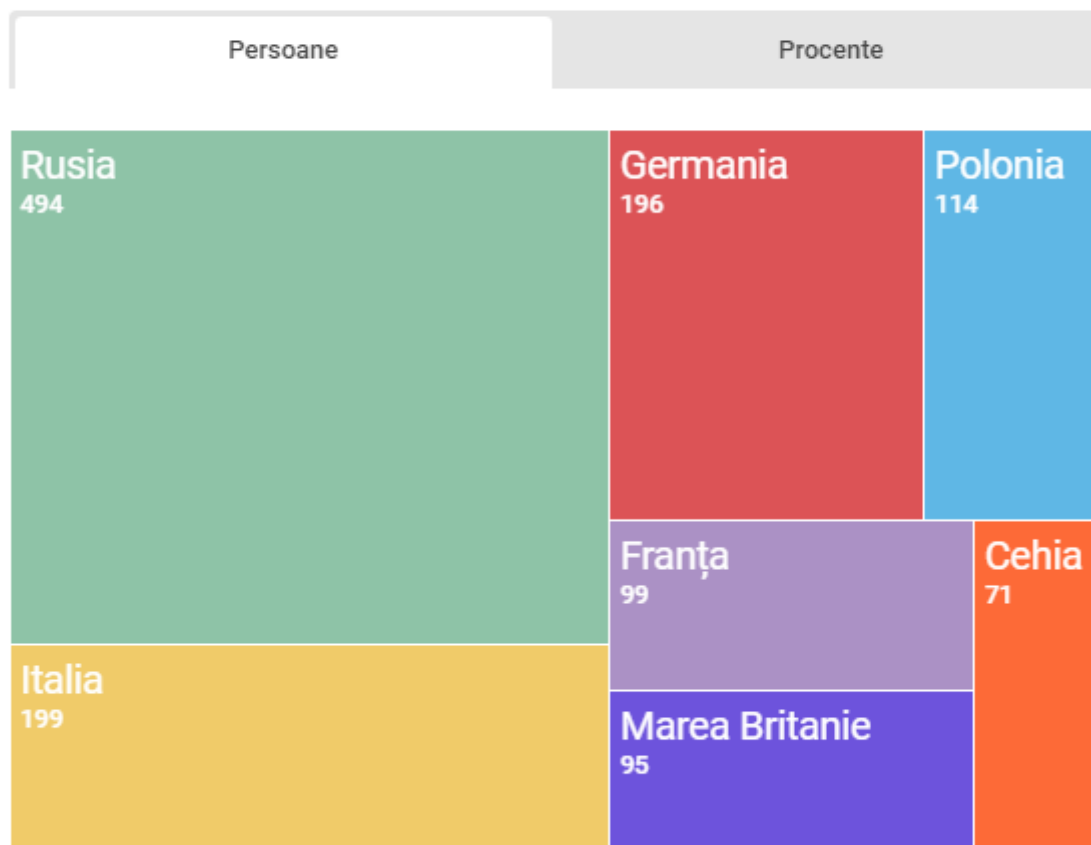 Persoane
Procente
Rusia
494
Germania
196
Polonia
114
Franța
99
Cehia
71
Italia
199
Marea Britanie
95